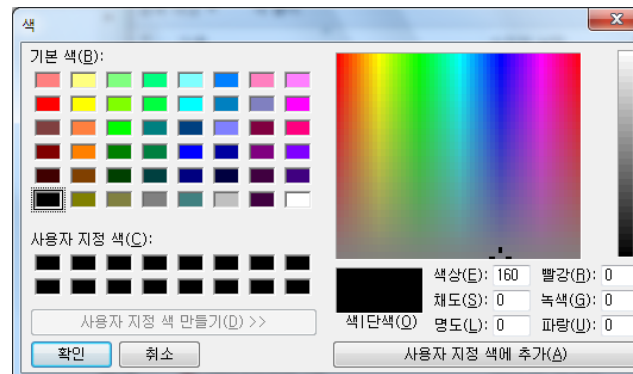 색
기본 색(B):
사용자 지정 색(C):
사용자 지정 색 만들기(D) >>
확인 취소
색|단색(O)
색상(E): 160 빨강(R): 0
채도(S): 0 녹색(G): 0
명도(L): 0 파랑(U): 0
사용자 지정 색에 추가(A)